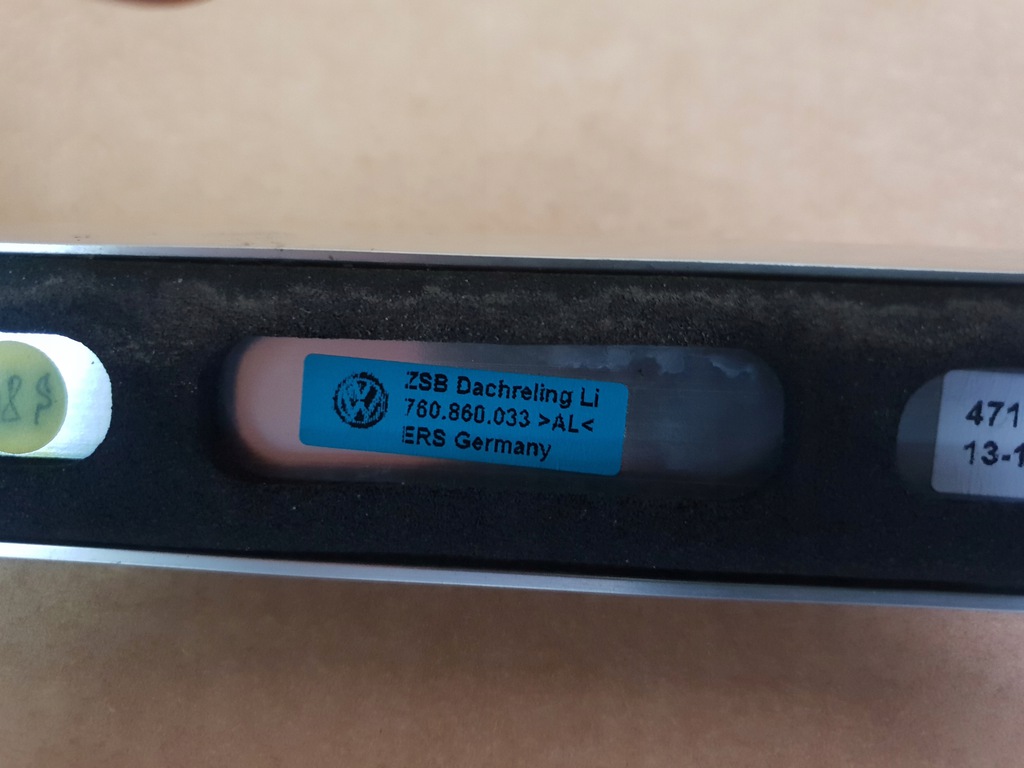 ZSB Dachreling Li
760.860.033 >AL<
ERS Germany
471
13-1